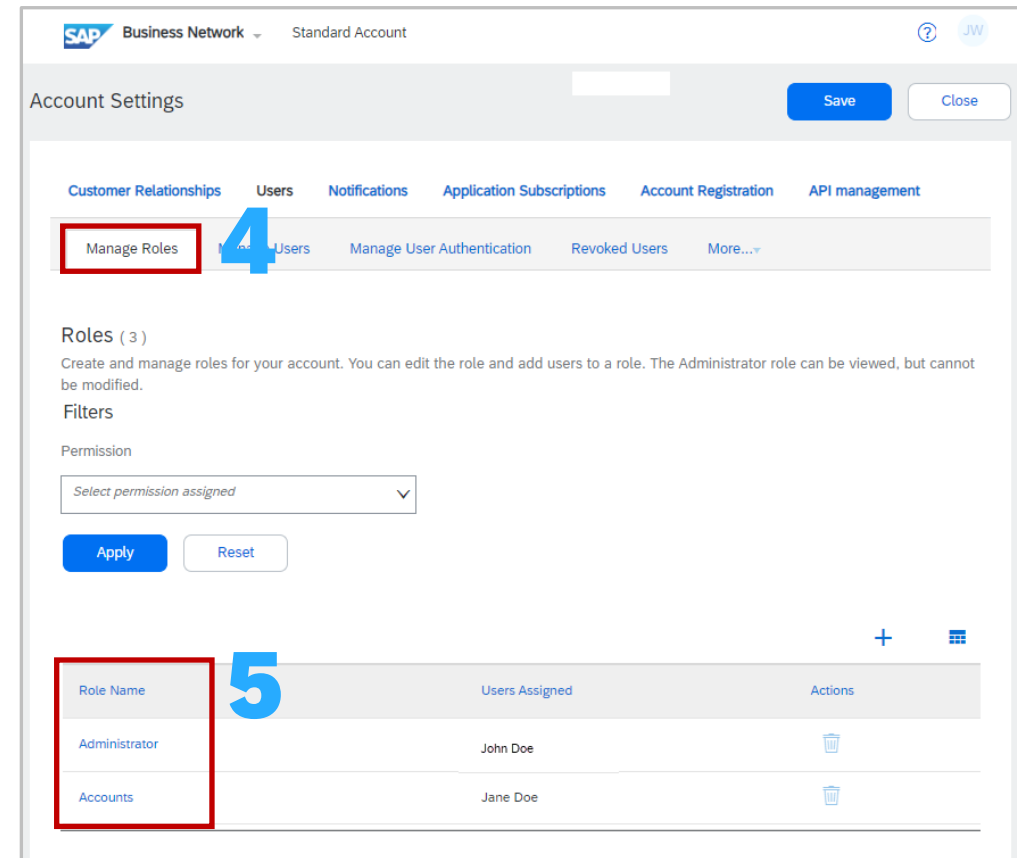 SAP Business Network Standard Account ? JW
Account Settings Save Close
Customer Relationships Users Notifications Application Subscriptions Account Registration API management
4
Manage Roles Users Manage User Authentication Revoked Users More...
Roles (3)
Create and manage roles for your account. You can edit the role and add users to a role. The Administrator role can be viewed, but cannot
be modified.
Filters
Permission
Select permission assigned
Apply Reset
+
5
Role Name Users Assigned Actions
Administrator John Doe
Accounts Jane Doe